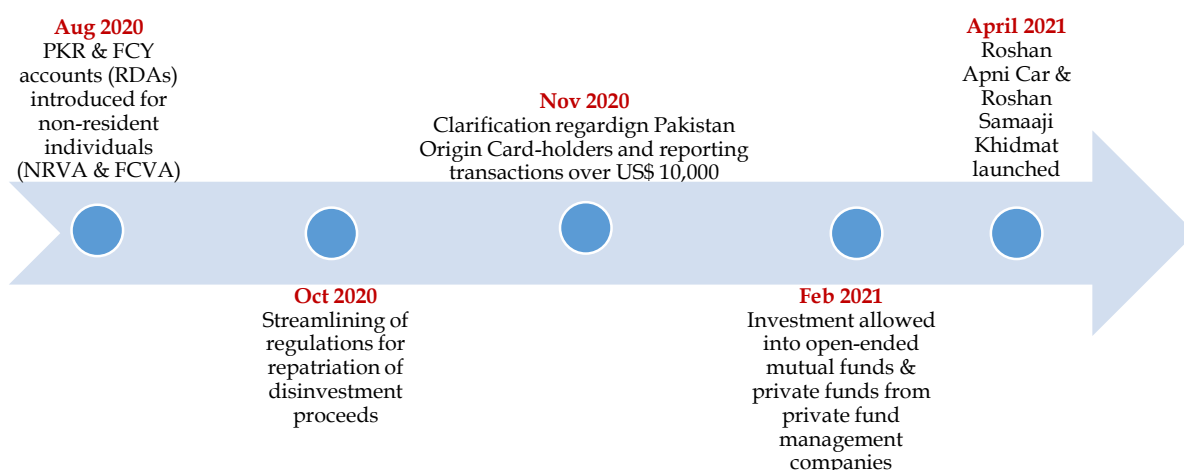 Aug 2020
PKR & FCY
accounts (RDAs)
introduced for
non-resident
individuals
(NRVA & FCVA)
Oct 2020
Streamlining of
regulations for
repatriation of
disinvestment
proceeds
Nov 2020
Clarification regardign Pakistan
Origin Card-holders and reporting
transactions over US$ 10,000
Feb 2021
Investment allowed
into open-ended
mutual funds &
private funds from
private fund
management
companies
April 2021
Roshan
Apni Car &
Roshan
Samaaji
Khidmat
launched